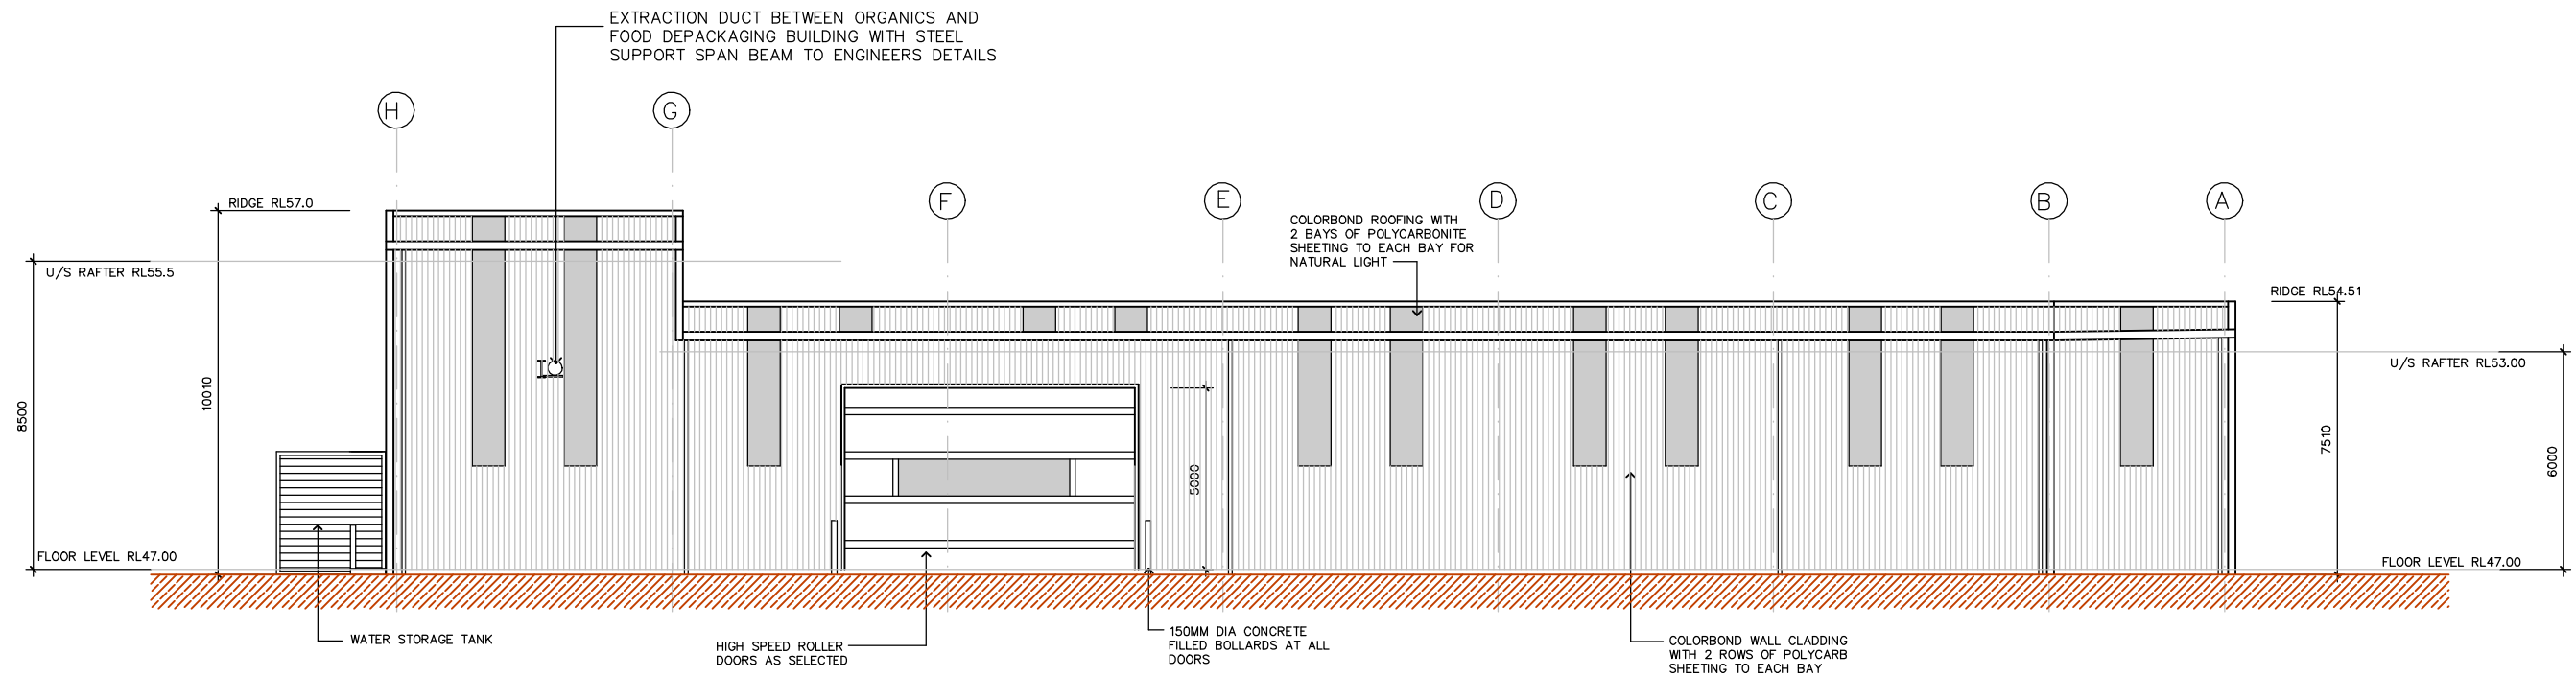 EXTRACTION DUCT BETWEEN ORGANICS AND
FOOD DEPACKAGING BUILDING WITH STEEL
SUPPORT SPAN BEAM TO ENGINEERS DETAILS
H
G
F
E
D
C
B
A
RIDGE RL57.0
U/S RAFTER RL55.5
COLORBOND ROOFING WITH
2 BAYS OF POLYCARBONITE
SHEETING TO EACH BAY FOR
NATURAL LIGHT
RIDGE RL54.51
U/S RAFTER RL53.00
8500
10010
5000
7510
6000
FLOOR LEVEL RL47.00
FLOOR LEVEL RL47.00
WATER STORAGE TANK
HIGH SPEED ROLLER
DOORS AS SELECTED
150MM DIA CONCRETE
FILLED BOLLARDS AT ALL
DOORS
COLORBOND WALL CLADDING
WITH 2 ROWS OF POLYCARB
SHEETING TO EACH BAY